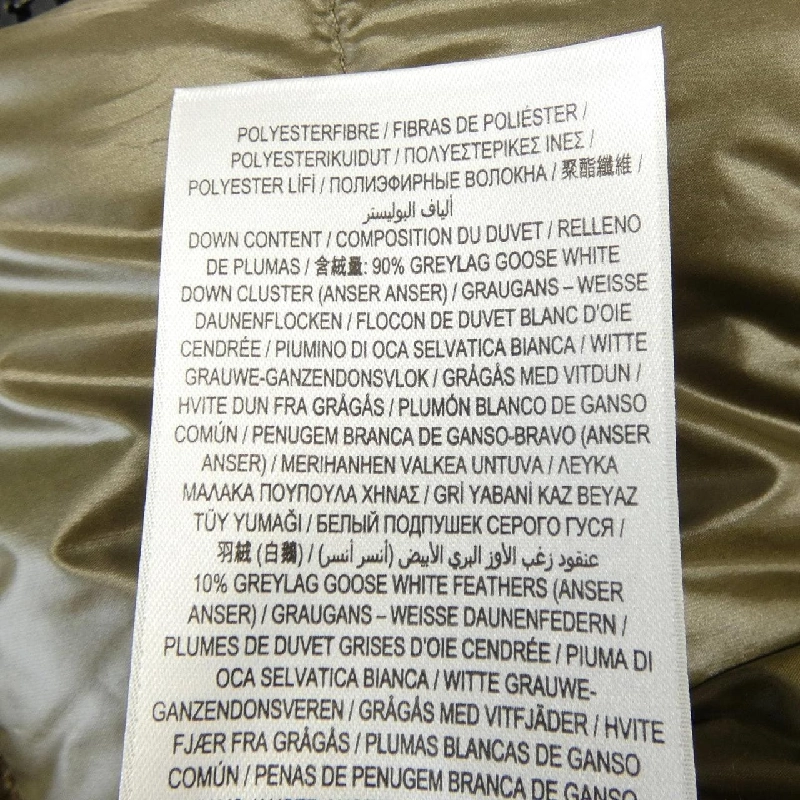 POLYESTERFIBRE / FIBRAS DE POLIÉSTER /
POLYESTERIKUIDUT / ΠΟΛΥΕΣΤΕΡΙΚΕΣ ΙΝΕΣ /
POLYESTER LİFİ / ПОЛИЭФИРНЫЕ ВОЛОКНА / 聚酯纖維 /
ألياف البوليستر
DOWN CONTENT / COMPOSITION DU DUVET / RELLENO
DE PLUMAS / 含絨量: 90% GREYLAG GOOSE WHITE
DOWN CLUSTER (ANSER ANSER) / GRAUGANS – WEISSE
DAUNENFLOCKEN / FLOCON DE DUVET BLANC D'OIE
CENDRÉE / PIUMINO DI OCA SELVATICA BIANCA / WITTE
GRAUWE-GANZENDONSVLOK / GRÅGÅS MED VITDUN /
HVITE DUN FRA GRÅGÅS / PLUMÓN BLANCO DE GANSO
COMÚN / PENUGEM BRANCA DE GANSO-BRAVO (ANSER
ANSER) / MERIHANHEN VALKEA UNTUVA / ΛΕΥΚΑ
ΜΑΛΑΚΑ ΠΟΥΠΟΥΛΑ ΧΗΝΑΣ / GRİ YABANİ KAZ BEYAZ
TÜY YUMAĞI / БЕЛЫЙ ПОДПУШЕК СЕРОГО ГУСЯ /
羽絨 (白鵝) / عنقود زغب الأوز البري الأبيض (أنسر أنسر)
10% GREYLAG GOOSE WHITE FEATHERS (ANSER
ANSER) / GRAUGANS – WEISSE DAUNENFEDERN /
PLUMES DE DUVET GRISES D'OIE CENDRÉE / PIUMA DI
OCA SELVATICA BIANCA / WITTE GRAUWE-
GANZENDONSVEREN / GRÅGÅS MED VITFJÄDER / HVITE
FJÆR FRA GRÅGÅS / PLUMAS BLANCAS DE GANSO
COMÚN / PENAS DE PENUGEM BRANCA DE GANSO